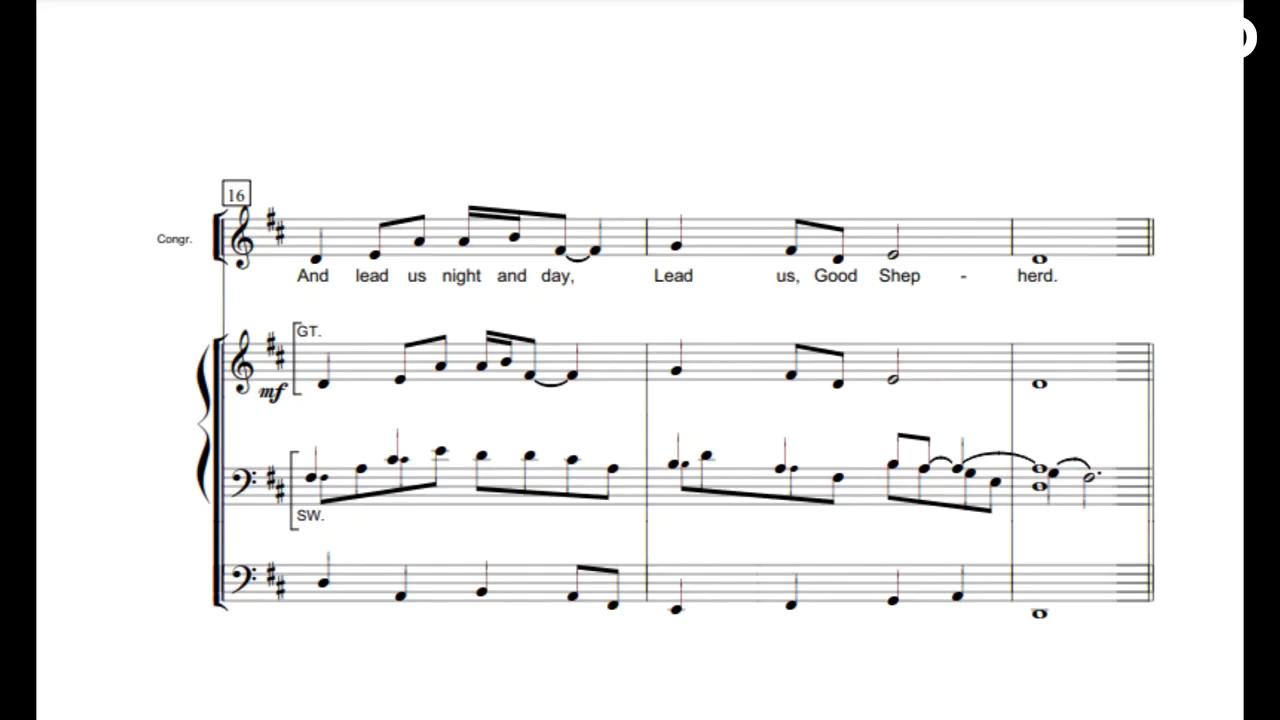 16
Congr.
And lead us night and day, Lead us, Good Shep - herd.
GT.
mf
SW.